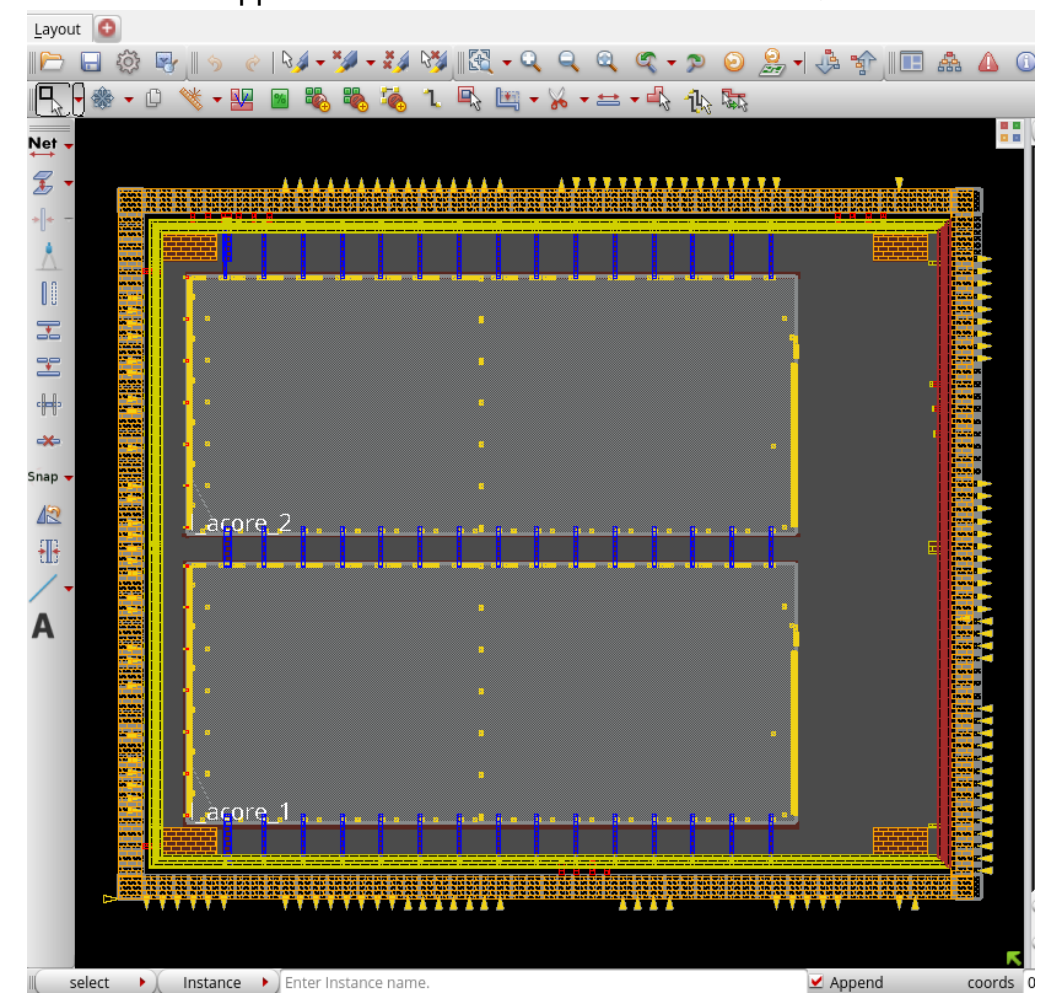 Layout
Net
Snap
A
acore_2
acore_1
select
Instance
Enter Instance name.
Append
coords